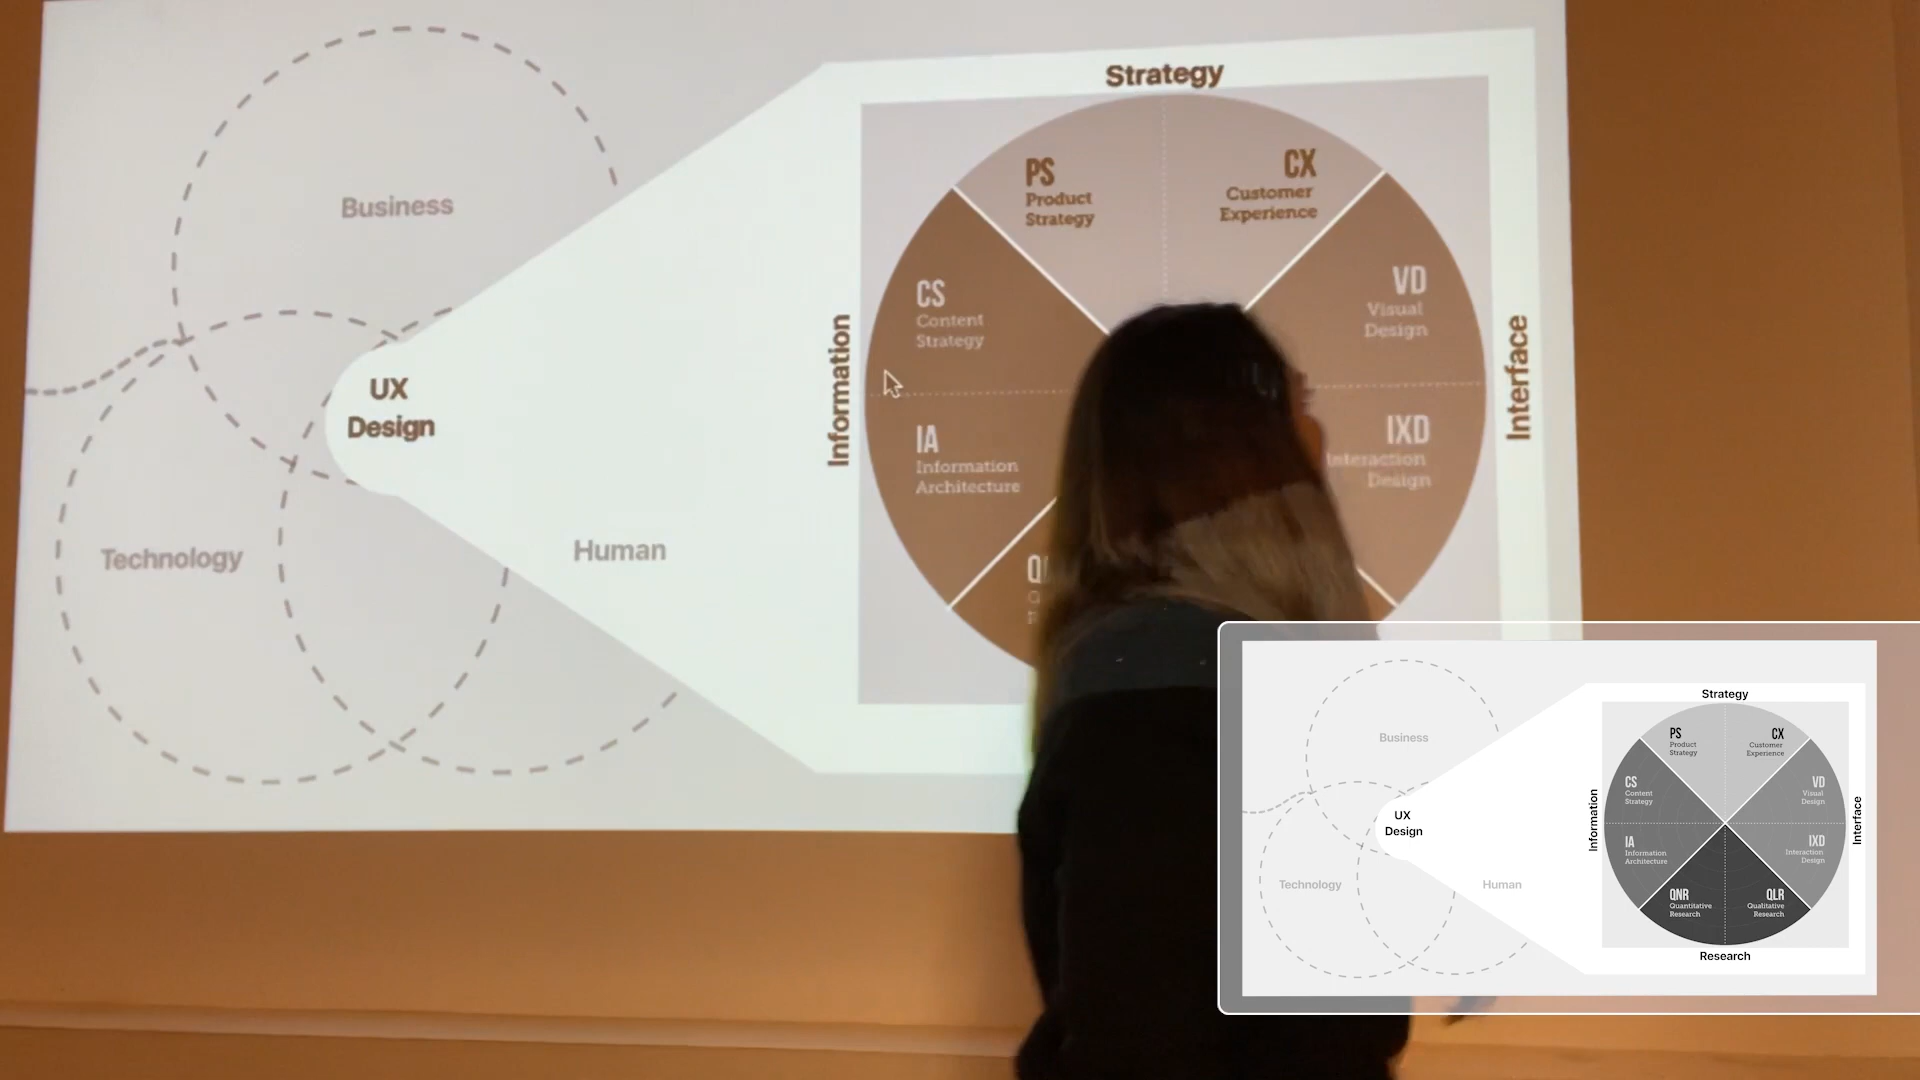 Strategy
PS
Product
Strategy
CX
Customer
Experience
Business
CS
Content
Strategy
VD
Visual
Design
Information
Interface
UX
Design
IA
Information
Architecture
IXD
Interaction
Design
Technology
Human
Strategy
PS
Product
Strategy
CX
Customer
Experience
Business
CS
Content
Strategy
VD
Visual
Design
Information
Interface
UX
Design
IA
Information
Architecture
IXD
Interaction
Design
Technology
Human
QNR
Quantitative
Research
QLR
Qualitative
Research
Research